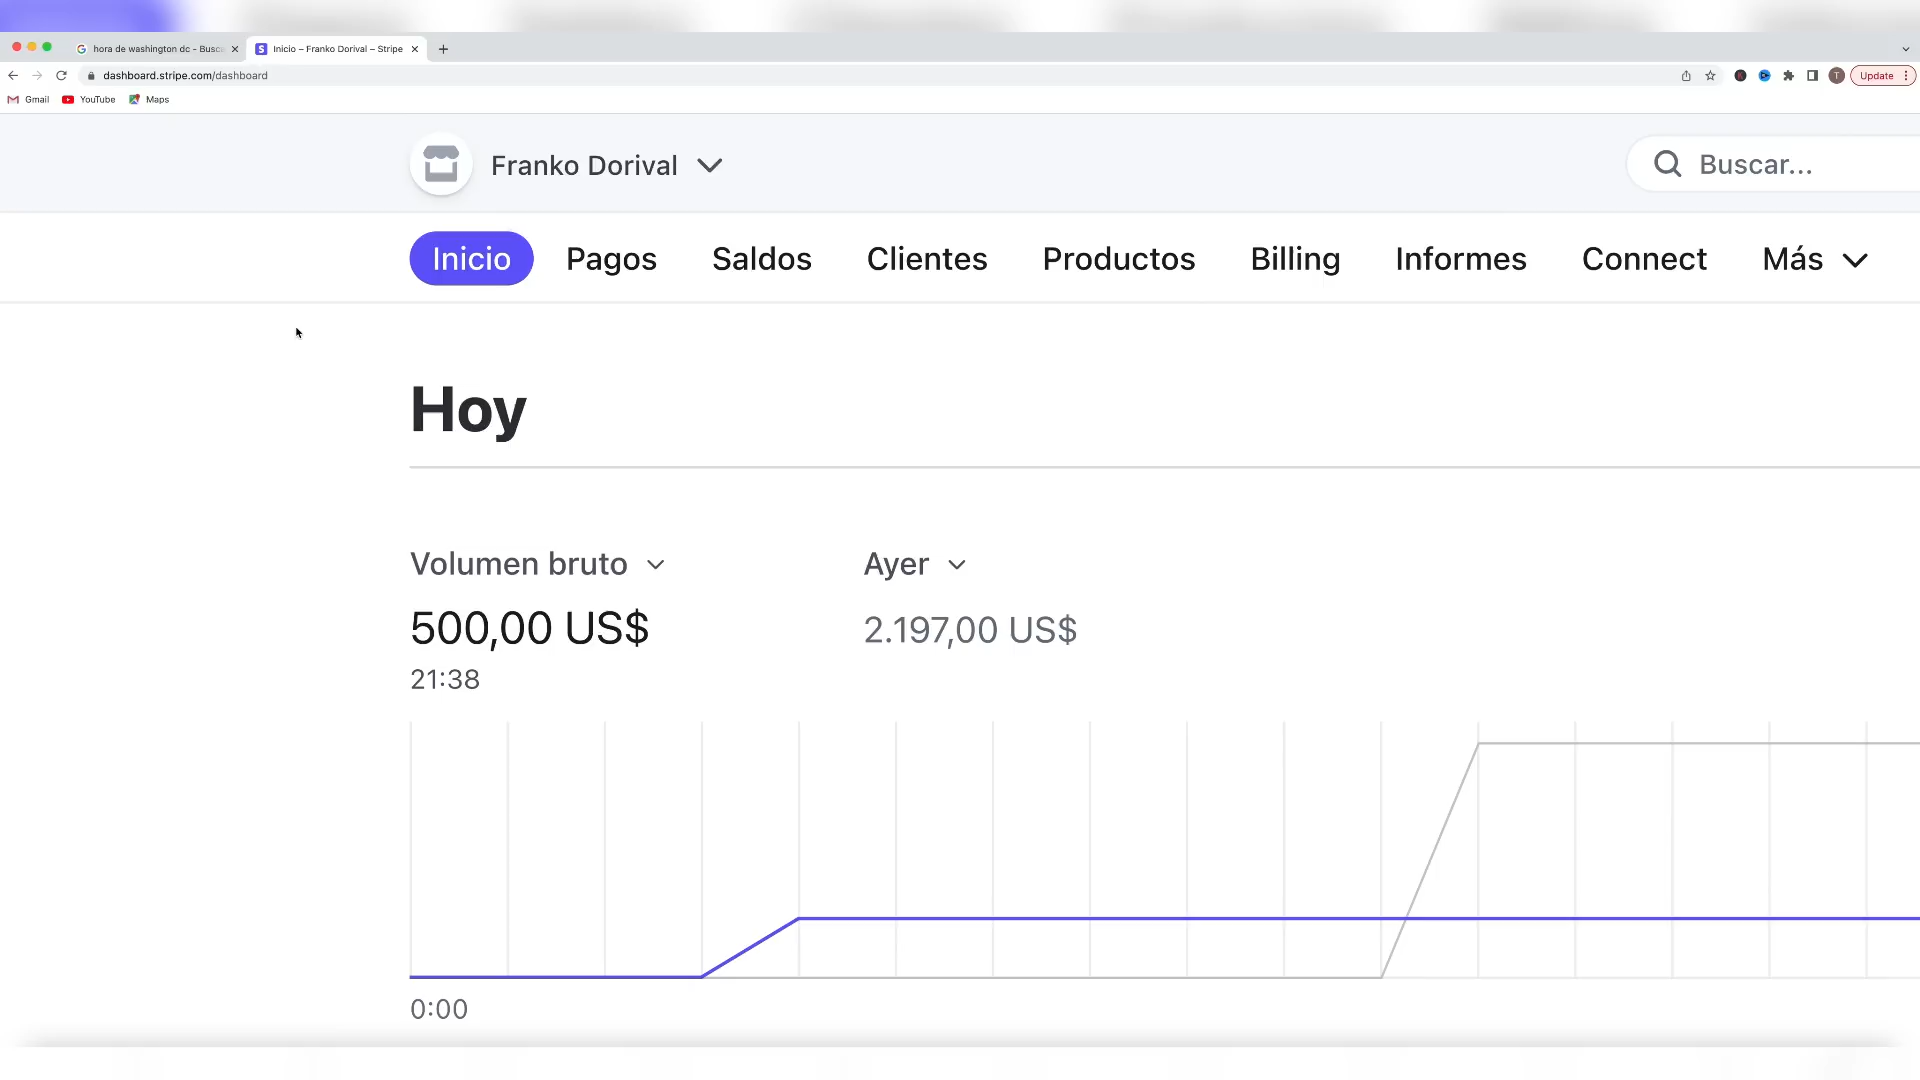 hora de washington dc - Busc
Inicio – Franko Dorival – Stripe
dashboard.stripe.com/dashboard
Update
Gmail YouTube Maps
Franko Dorival
Buscar...
Inicio Pagos Saldos Clientes Productos Billing Informes Connect Más
Hoy
Volumen bruto Ayer
500,00 US$ 2.197,00 US$
21:38
0:00